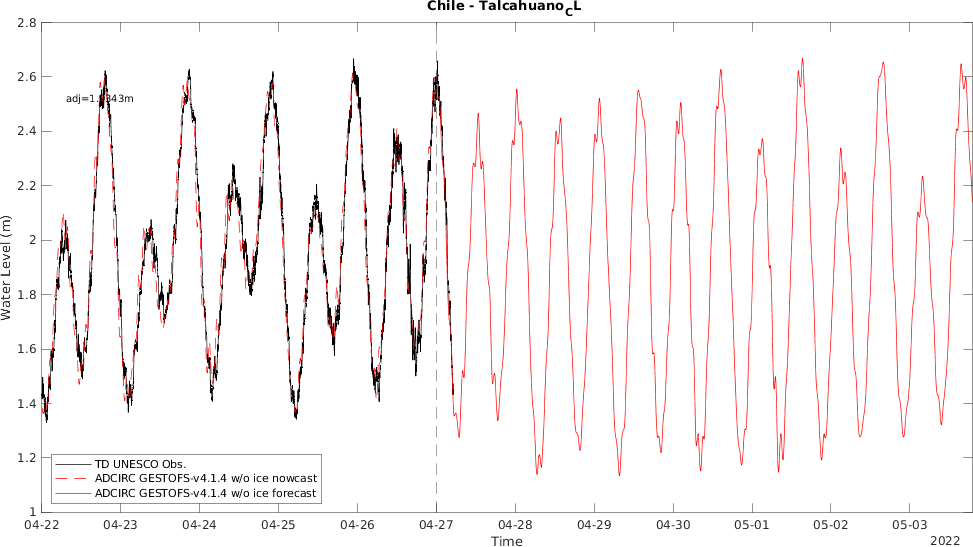 Chile - Talcahuano_CL
2.8
2.6
2.4
2.2
2
1.8
1.6
1.4
1.2
1
Water Level (m)
TD UNESCO Obs.
ADCIRC GESTOFS-v4.1.4 w/o ice nowcast
ADCIRC GESTOFS-v4.1.4 w/o ice forecast
04-22 04-23 04-24 04-25 04-26 04-27 04-28 04-29 04-30 05-01 05-02 05-03
Time
2022